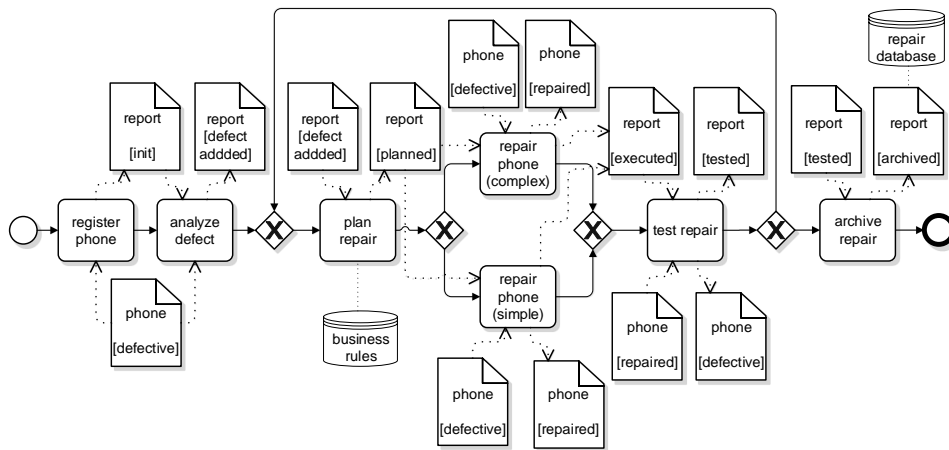 phone
[defective]
phone
[repaired]
repair
database
report
[init]
report
[defect
addded]
report
[defect
addded]
report
[planned]
report
[executed]
report
[tested]
report
[tested]
report
[archived]
repair
phone
(complex)
register
phone
analyze
defect
X
plan
repair
X
X
test repair
X
archive
repair
repair
phone
(simple)
phone
[defective]
business
rules
phone
[repaired]
phone
[defective]
phone
[defective]
phone
[repaired]